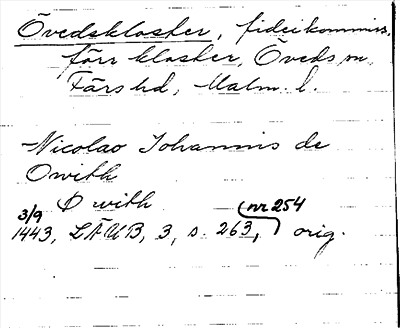 Övedskloster, fideikommiss,
förr kloster, Öveds sn,
Färs hd, Malm. l.
Nicolao Johannis de
Owith
Ø with
3/9 nr 254
1443, LÄUB, 3, s. 263, orig.